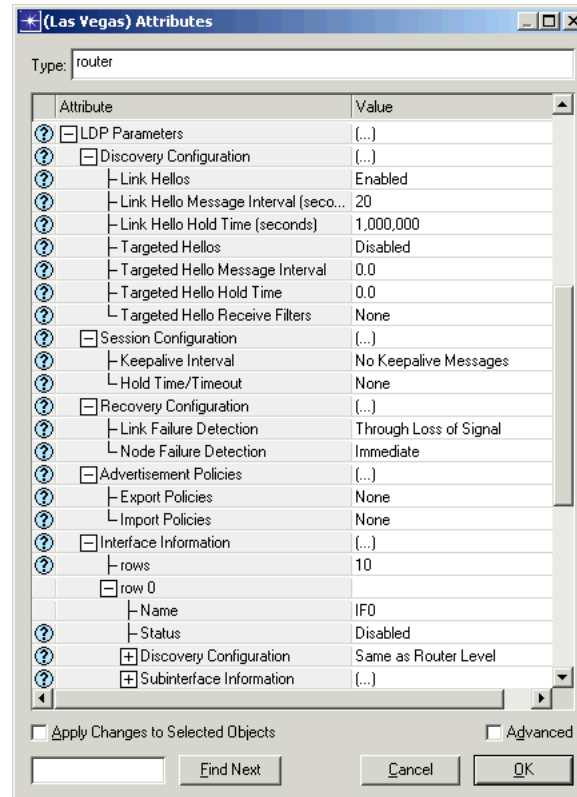 (Las Vegas) Attributes
Type: router
Attribute Value
LDP Parameters (...)
Discovery Configuration (...)
Link Hellos Enabled
Link Hello Message Interval (seco... 20
Link Hello Hold Time (seconds) 1,000,000
Targeted Hellos Disabled
Targeted Hello Message Interval 0.0
Targeted Hello Hold Time 0.0
Targeted Hello Receive Filters None
Session Configuration (...)
Keepalive Interval No Keepalive Messages
Hold Time/Timeout None
Recovery Configuration (...)
Link Failure Detection Through Loss of Signal
Node Failure Detection Immediate
Advertisement Policies (...)
Export Policies None
Import Policies None
Interface Information (...)
rows 10
row 0
Name IF0
Status Disabled
Discovery Configuration Same as Router Level
Subinterface Information (...)
Apply Changes to Selected Objects Advanced
Find Next Cancel OK